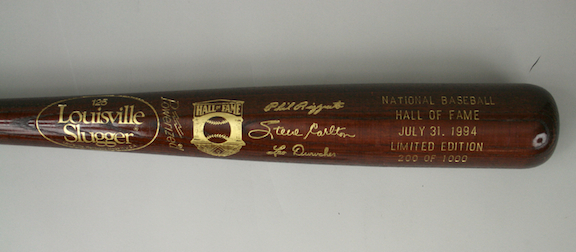 125
Louisville
Slugger
POWERIZED
HALL OF FAME
Phil Rizzuto
Steve Carlton
Leo Durocher
NATIONAL BASEBALL
HALL OF FAME
JULY 31. 1994
LIMITED EDITION
200 OF 1000